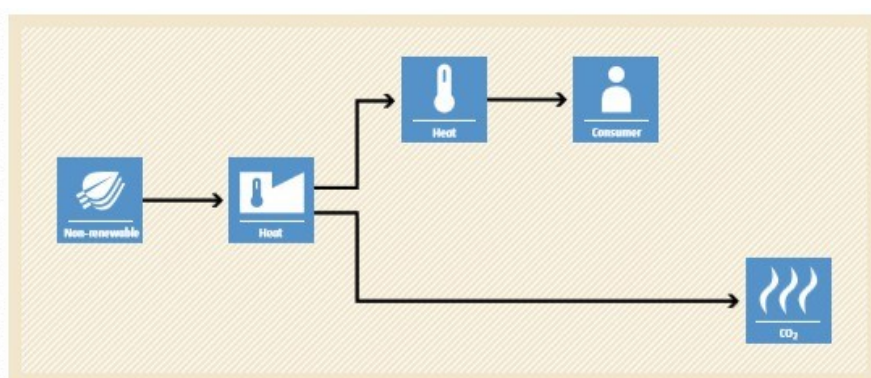 Heat
Consumer
Non-renewable
Heat
CO₂